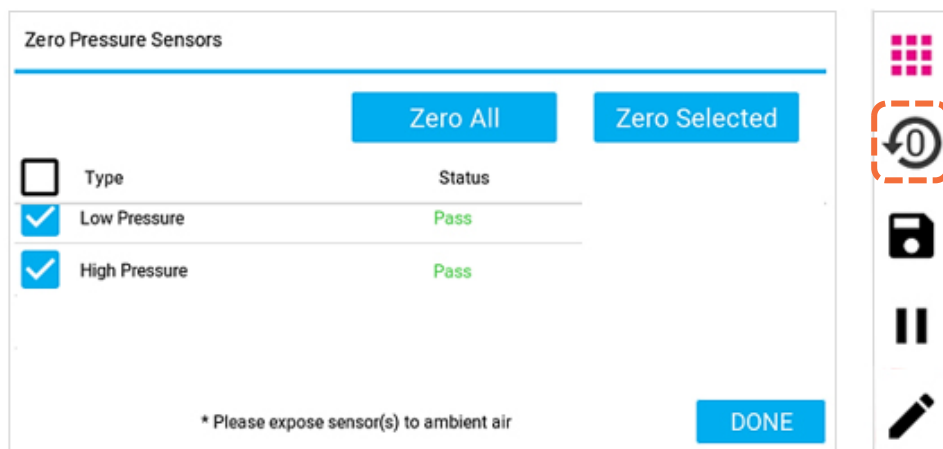 Zero Pressure Sensors
Zero All
Zero Selected
Type Status
Low Pressure Pass
High Pressure Pass
* Please expose sensor(s) to ambient air
DONE
0